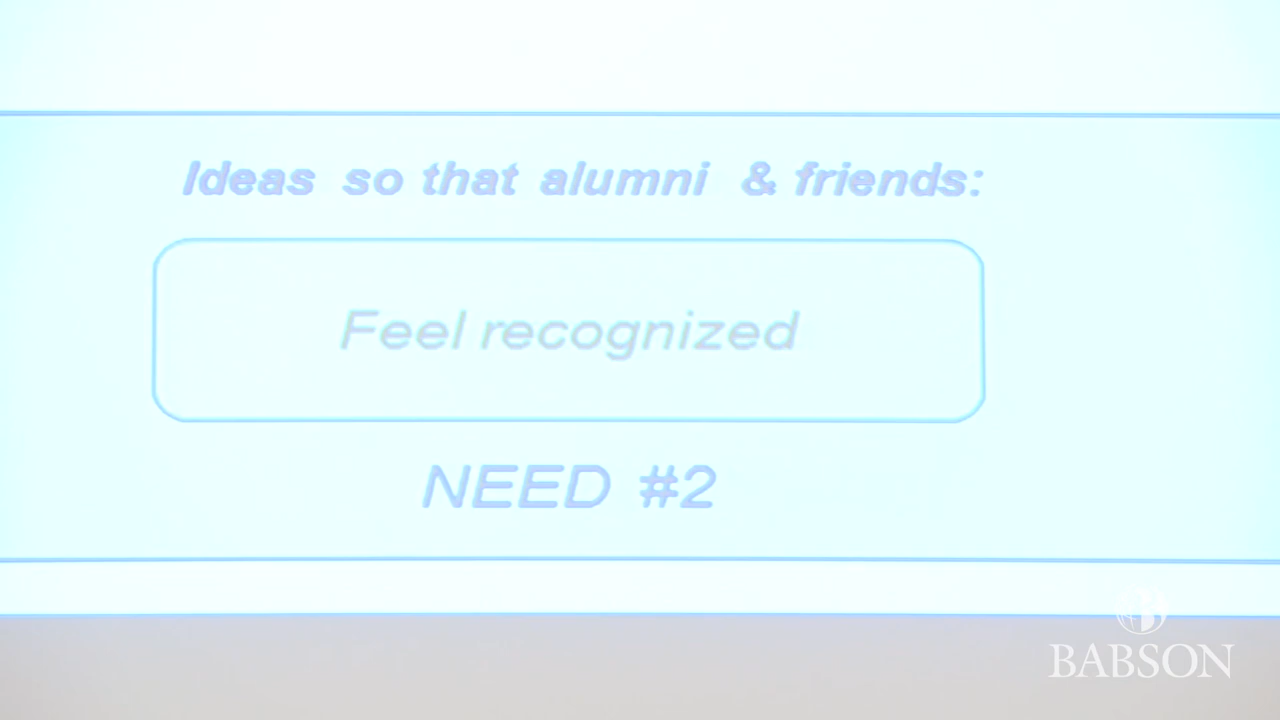 Ideas so that alumni & friends:
Feel recognized
NEED #2
BABSON